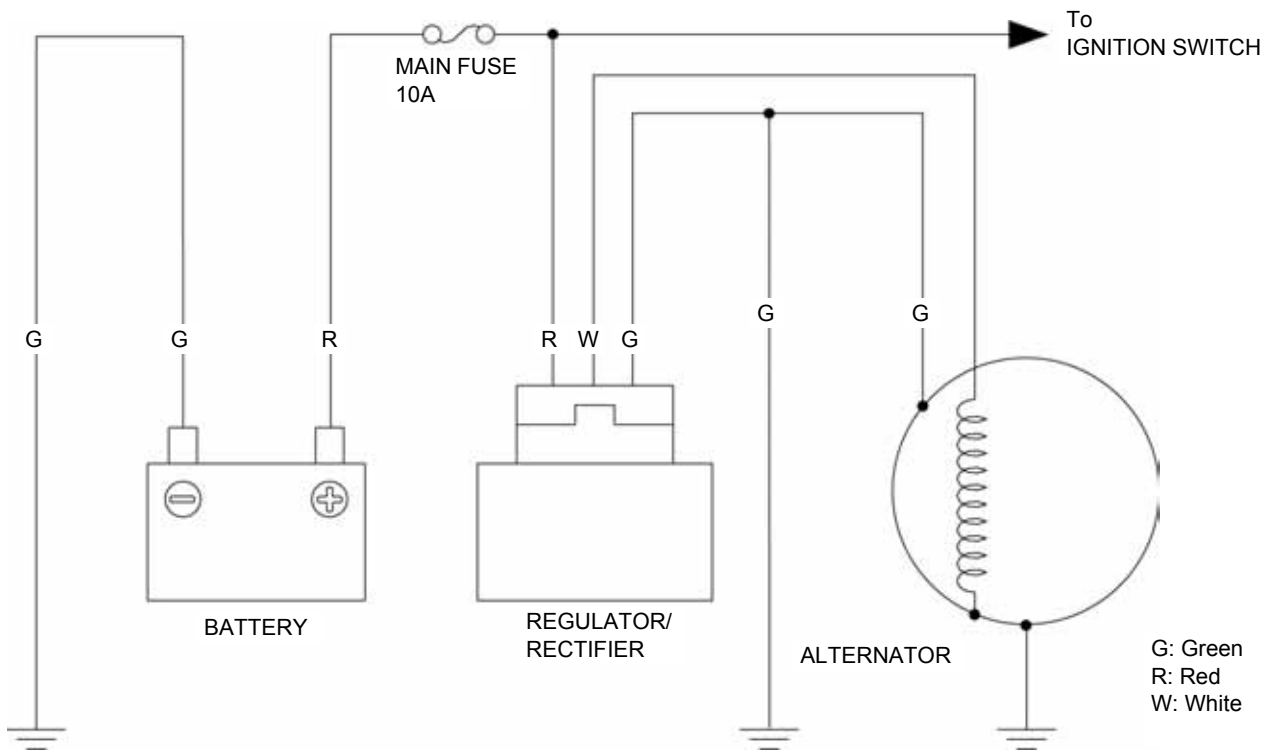 To
IGNITION SWITCH
MAIN FUSE
10A
G
G
R
R
W
G
G
G
BATTERY
REGULATOR/
RECTIFIER
ALTERNATOR
G: Green
R: Red
W: White